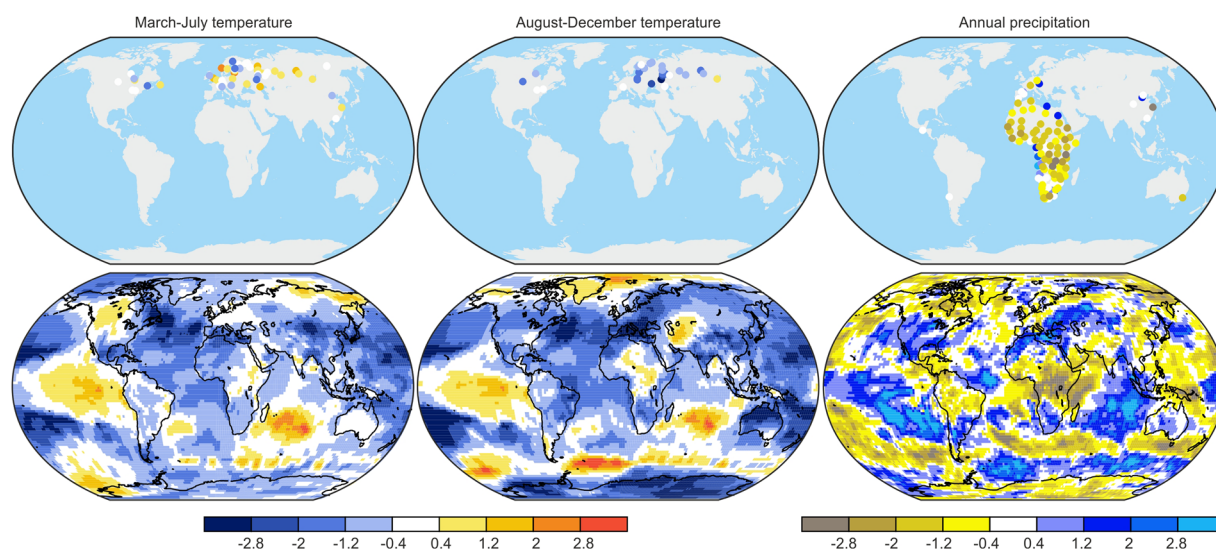 March-July temperature
August-December temperature
Annual precipitation
-2.8 -2 -1.2 -0.4 0.4 1.2 2 2.8
-2.8 -2 -1.2 -0.4 0.4 1.2 2 2.8